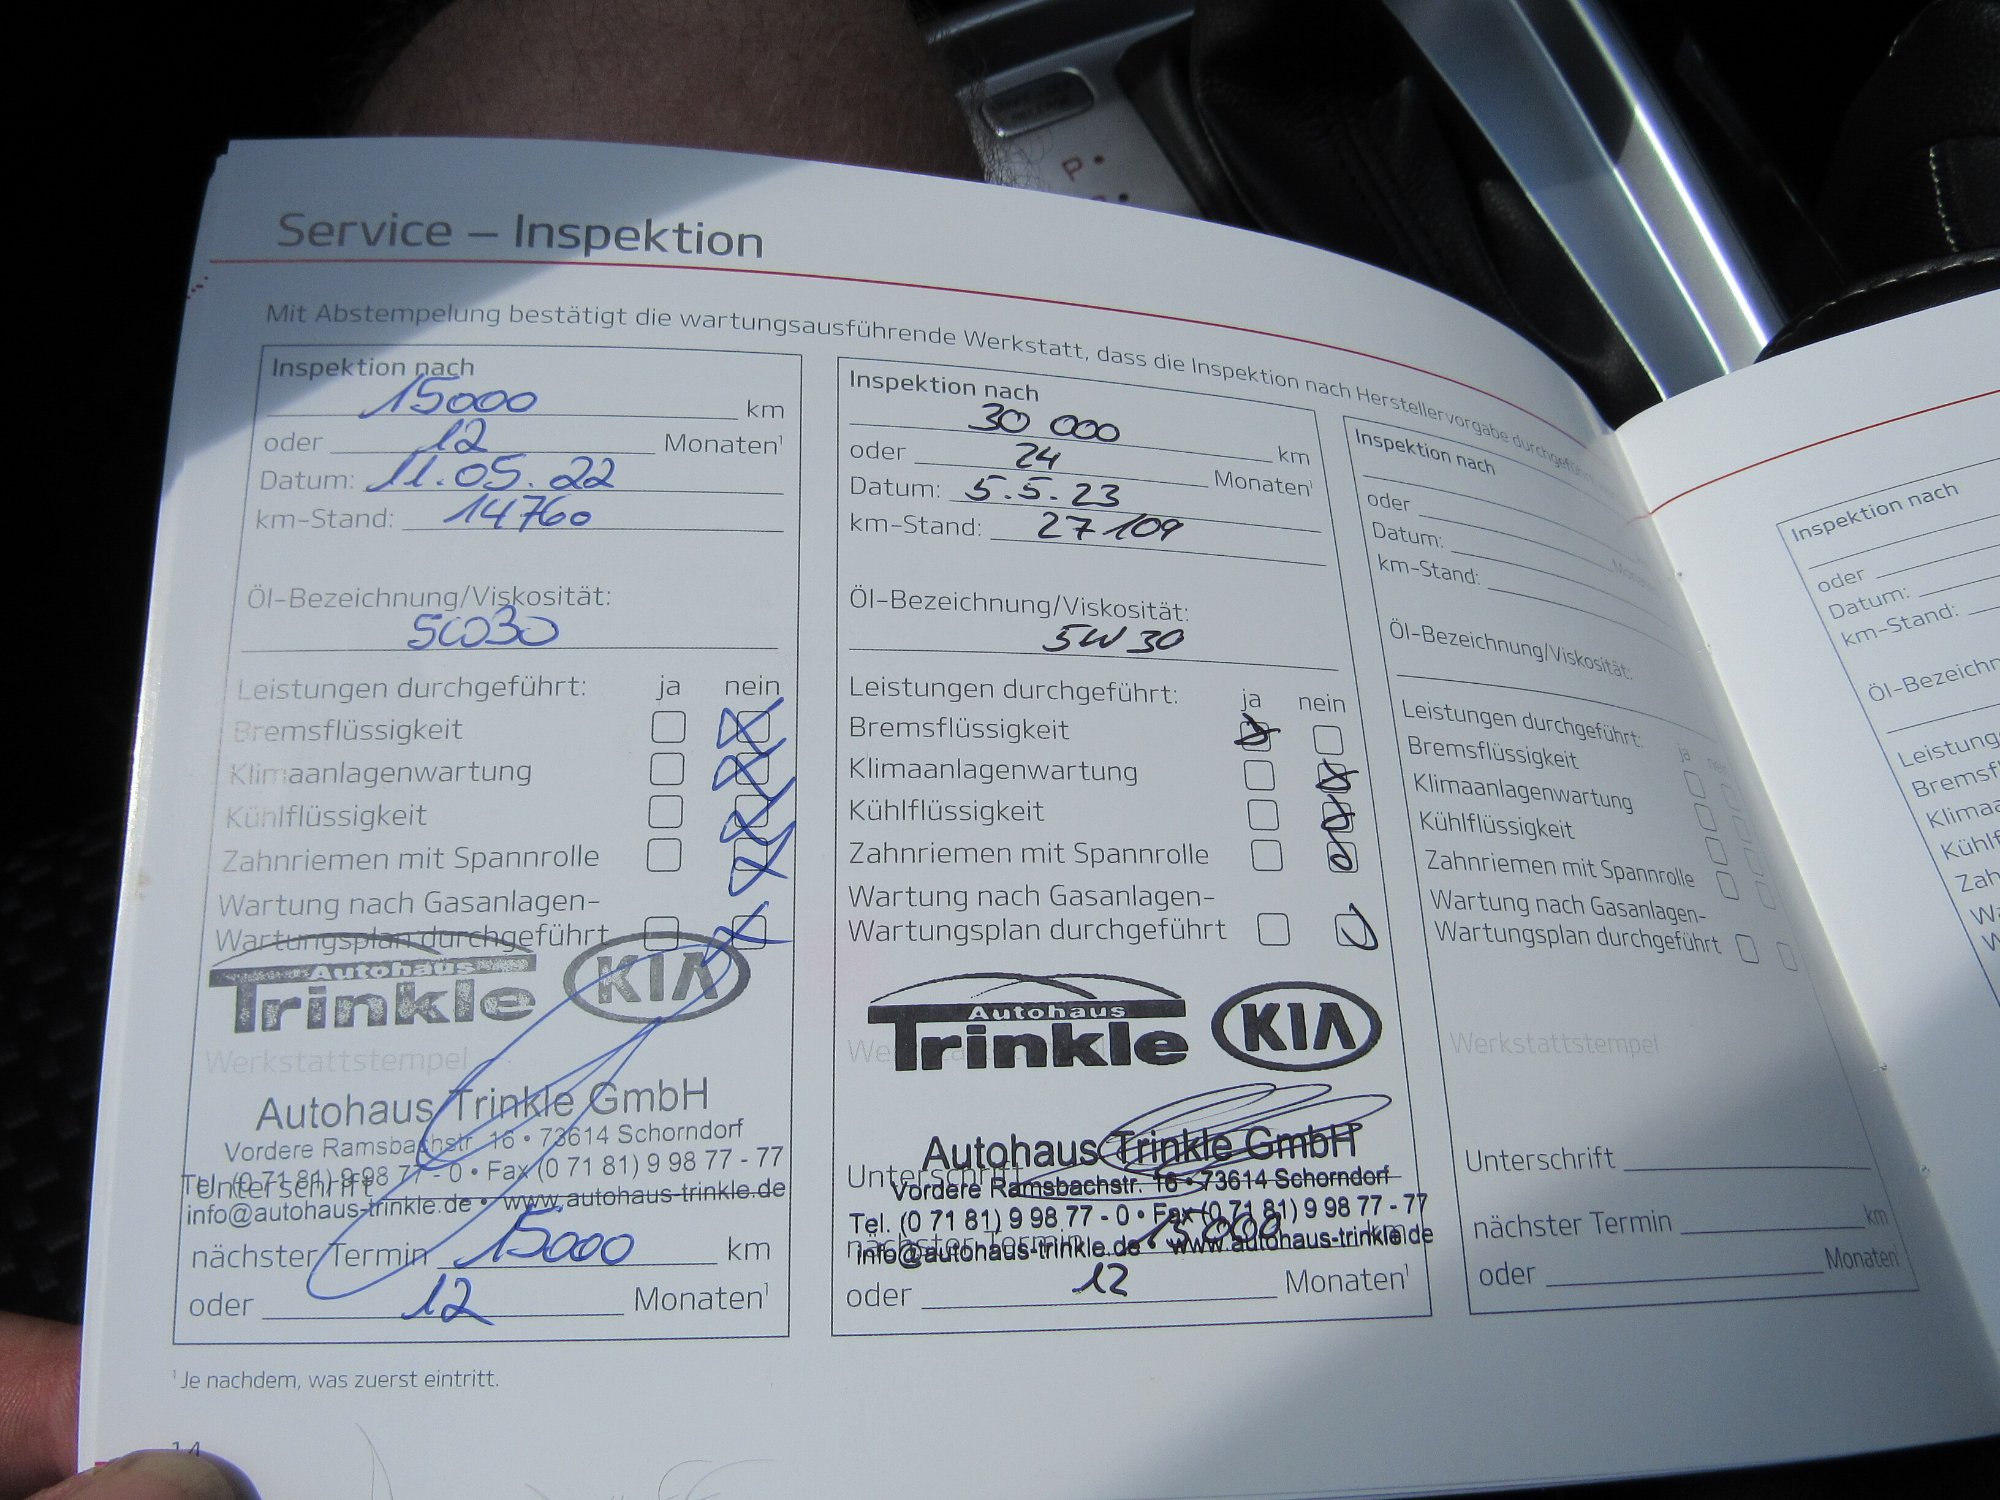 P
Service – Inspektion
Mit Abstempelung bestätigt die wartungsausführende Werkstatt, dass die Inspektion nach Herstellervorgabe
Inspektion nach
15000 km
oder 12 Monaten¹
Datum: 11.05.22
km-Stand: 14760
Öl-Bezeichnung/Viskosität:
5W30
Leistungen durchgeführt: ja nein
Bremsflüssigkeit
Klimaanlagenwartung
Kühlflüssigkeit
Zahnriemen mit Spannrolle
Wartung nach Gasanlagen-
Wartungsplan durchgeführt
Autohaus
Trinkle KIA
Werkstattstempel
Autohaus Trinkle GmbH
Vordere Ramsbachstr. 16 • 73614 Schorndorf
Tel. (0 71 81) 9 98 77 - 0 • Fax (0 71 81) 9 98 77 - 77
Unterschrift
info@autohaus-trinkle.de • www.autohaus-trinkle.de
nächster Termin 15000 km
oder 12 Monaten¹
¹ Je nachdem, was zuerst eintritt.
14
Inspektion nach
30 000 km
oder 24 Monaten¹
Datum: 5.5.23
km-Stand: 27109
Öl-Bezeichnung/Viskosität:
5W30
Leistungen durchgeführt: ja nein
Bremsflüssigkeit
Klimaanlagenwartung
Kühlflüssigkeit
Zahnriemen mit Spannrolle
Wartung nach Gasanlagen-
Wartungsplan durchgeführt
Autohaus
Trinkle KIA
Autohaus Trinkle GmbH
Unterschrift
Vordere Ramsbachstr. 16 • 73614 Schorndorf
Tel. (0 71 81) 9 98 77 - 0 • Fax (0 71 81) 9 98 77 - 77
nächster Termin 15000 km
info@autohaus-trinkle.de • www.autohaus-trinkle.de
oder 12 Monaten¹
Inspektion nach
oder
Datum:
km-Stand:
Öl-Bezeichnung/Viskosität:
Leistungen durchgeführt: ja
Bremsflüssigkeit
Klimaanlagenwartung
Kühlflüssigkeit
Zahnriemen mit Spannrolle
Wartung nach Gasanlagen-
Wartungsplan durchgeführt
Werkstattstempel
Unterschrift
nächster Termin km
oder Monaten¹
Inspektion nach
oder
Datum:
km-Stand: